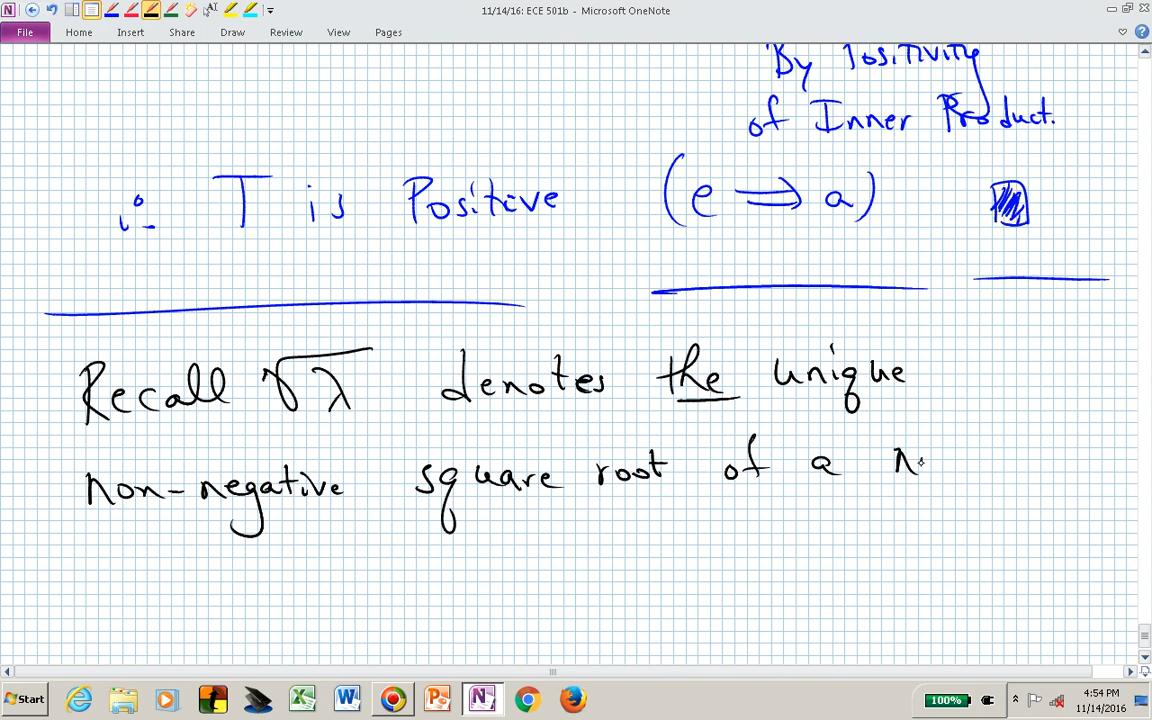 11/14/16: ECE 501b - Microsoft OneNote
File Home Insert Share Draw Review View Pages
By Positivity
of Inner Product.
∴ T is Positive (e ⟹ a)
Recall √λ denotes the unique
non-negative square root of a n
Start 100% 4:54 PM
11/14/2016